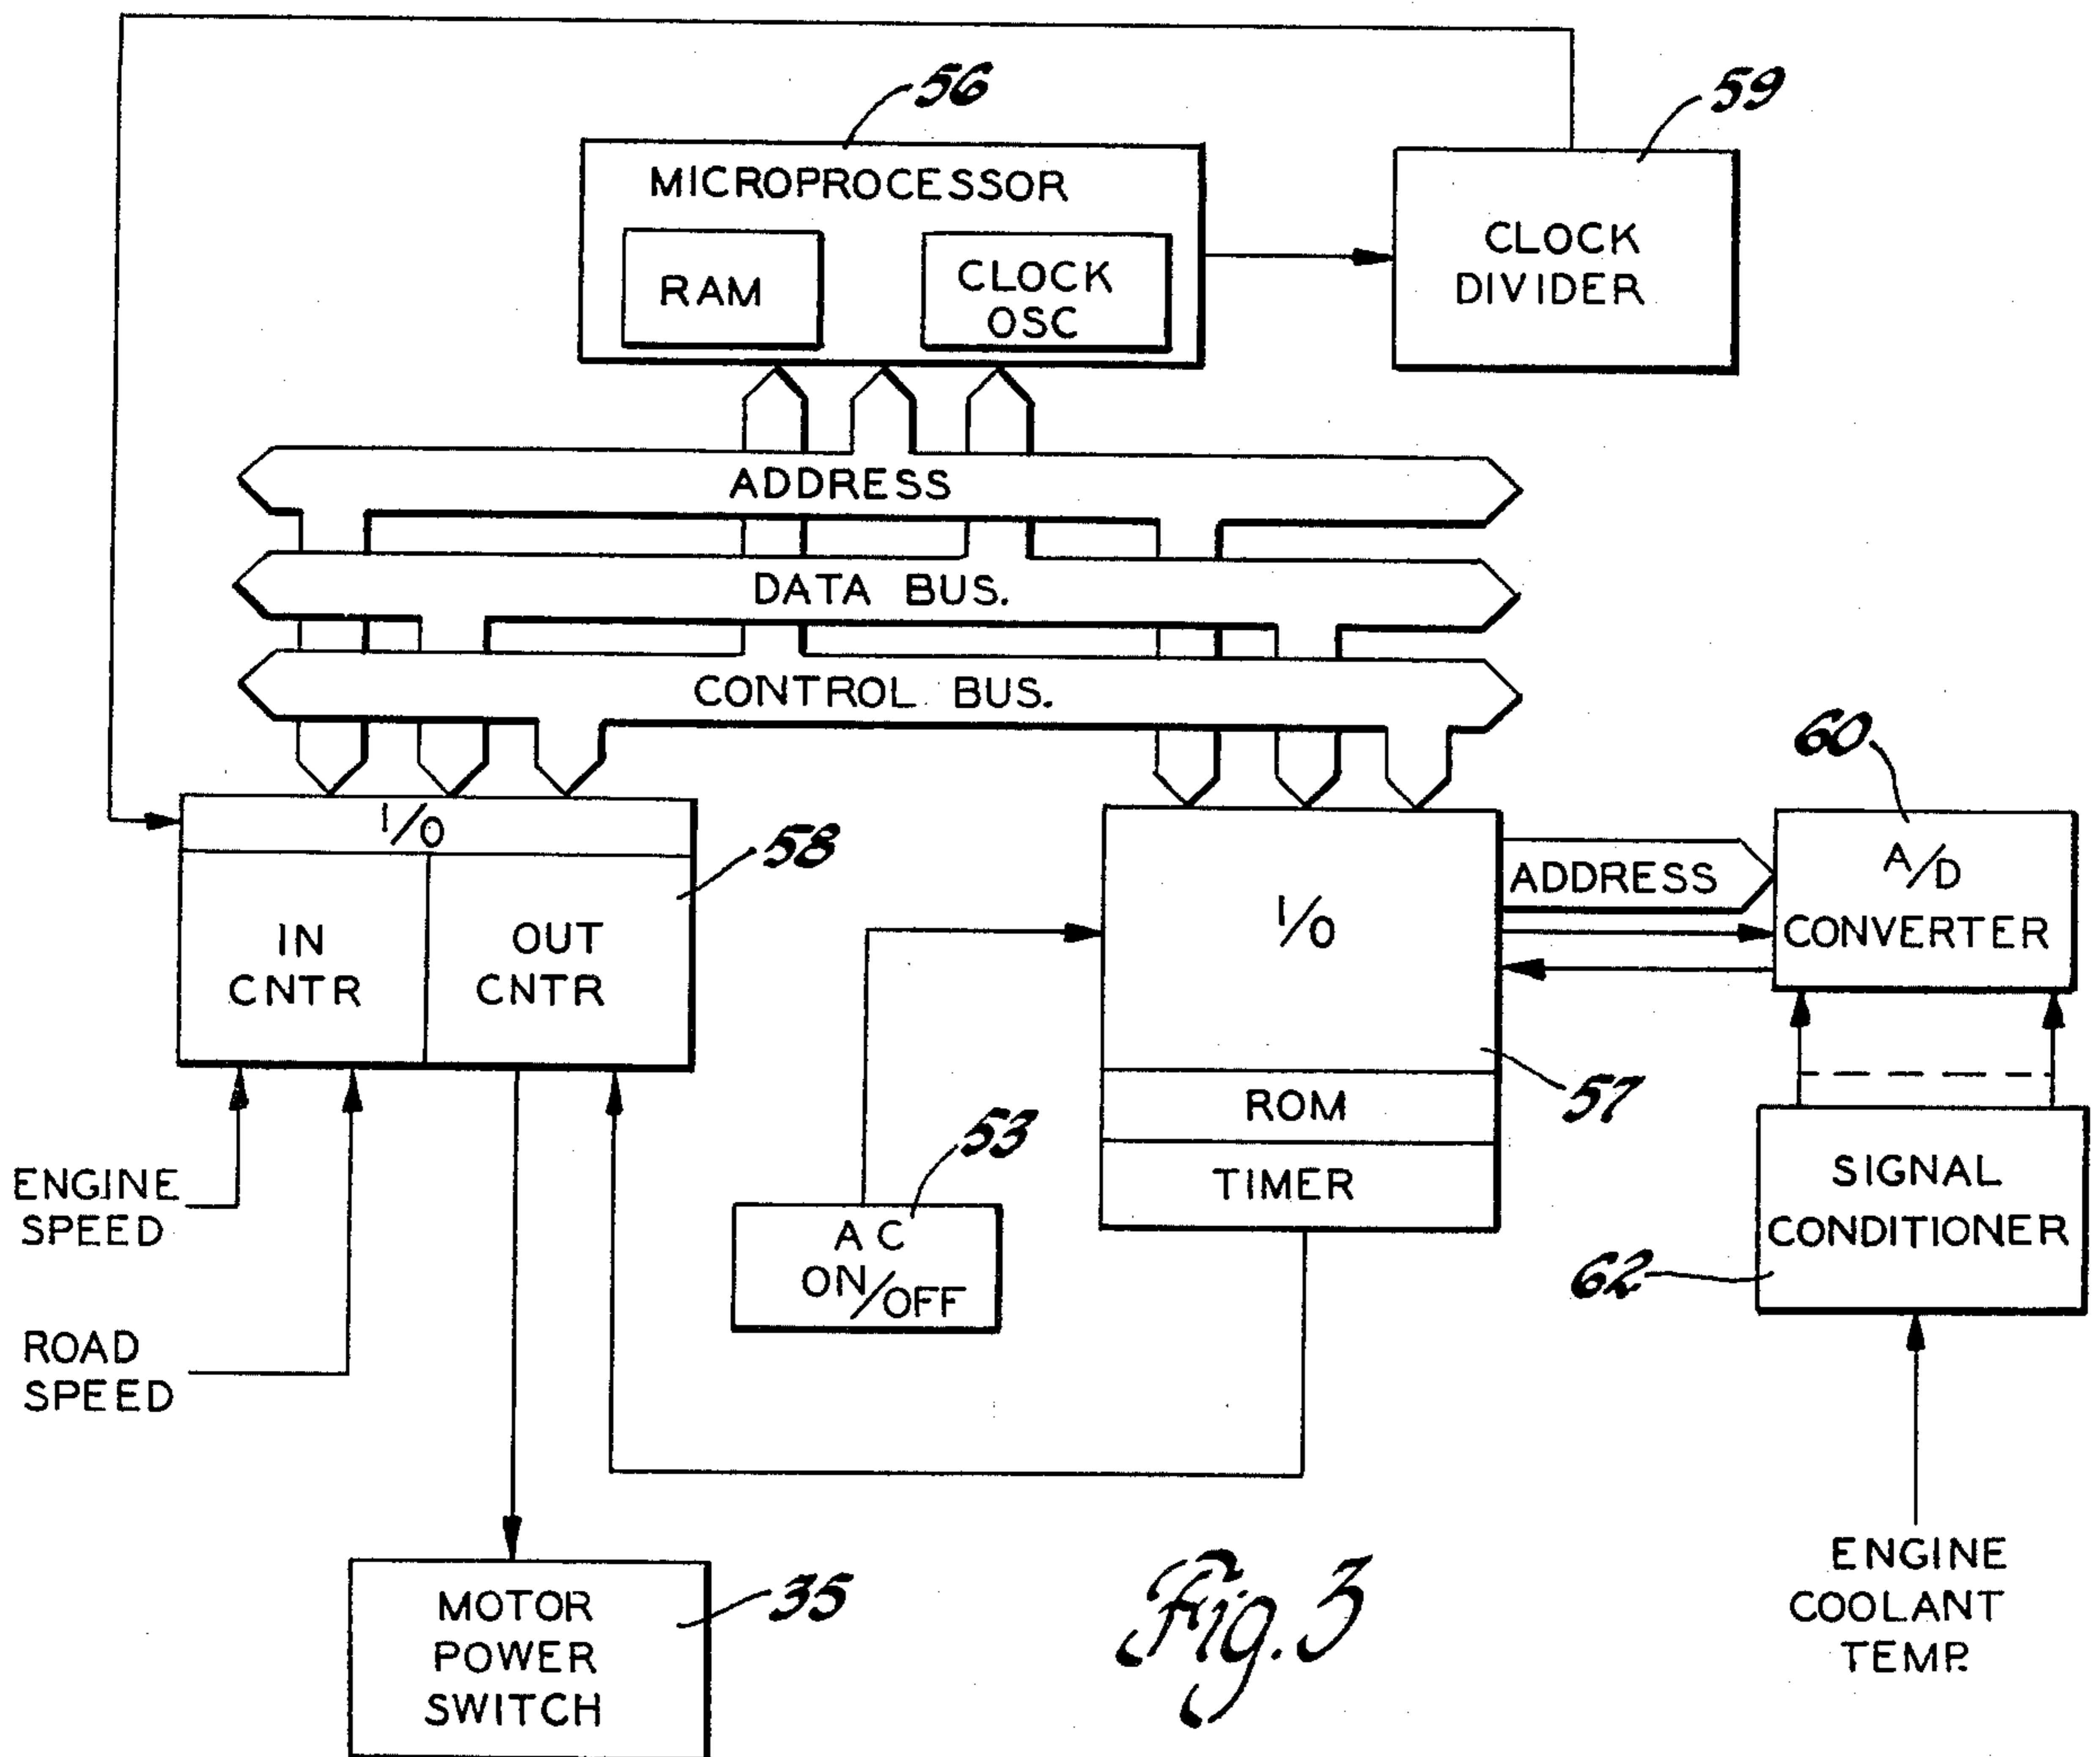 56
59
MICROPROCESSOR
RAM
CLOCK
OSC
CLOCK
DIVIDER
ADDRESS
DATA BUS.
CONTROL BUS.
I/O
58
IN
CNTR
OUT
CNTR
I/O
ADDRESS
60
A/D
CONVERTER
57
ROM
TIMER
53
A C
ON/OFF
SIGNAL
CONDITIONER
62
ENGINE
SPEED
ROAD
SPEED
MOTOR
POWER
SWITCH
35
Fig. 3
ENGINE
COOLANT
TEMP.